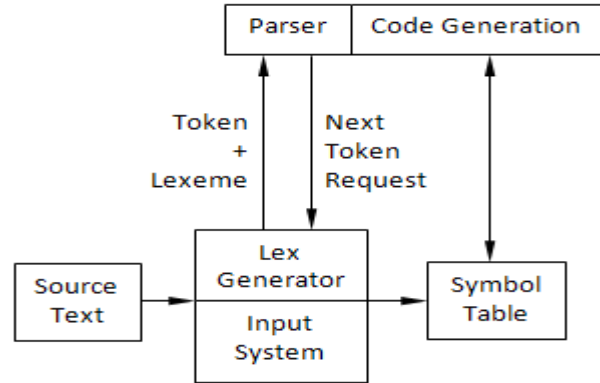 Parser
Code Generation
Token
+
Lexeme
Next
Token
Request
Source
Text
Lex
Generator
Input
System
Symbol
Table